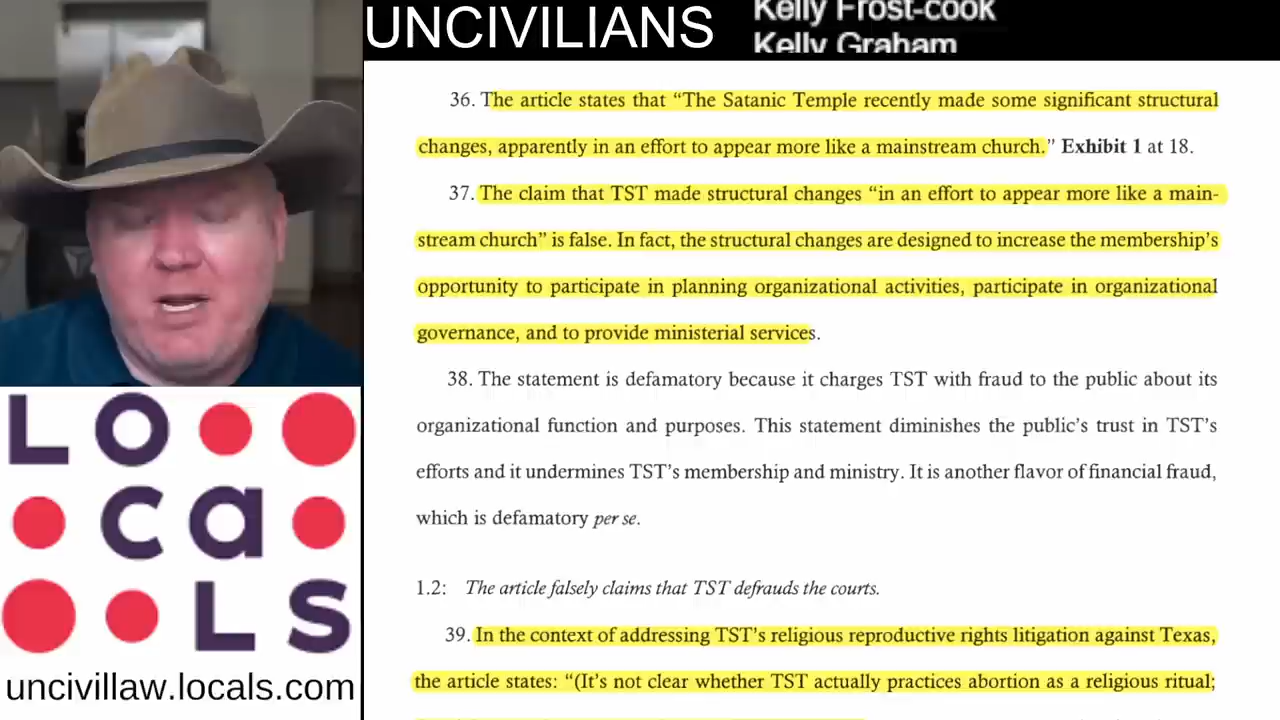 UNCIVILIANS
Kelly Frost-cook
Kelly Graham
36. The article states that “The Satanic Temple recently made some significant structural
changes, apparently in an effort to appear more like a mainstream church.” Exhibit 1 at 18.
37. The claim that TST made structural changes “in an effort to appear more like a main-
stream church” is false. In fact, the structural changes are designed to increase the membership’s
opportunity to participate in planning organizational activities, participate in organizational
governance, and to provide ministerial services.
38. The statement is defamatory because it charges TST with fraud to the public about its
organizational function and purposes. This statement diminishes the public’s trust in TST’s
efforts and it undermines TST’s membership and ministry. It is another flavor of financial fraud,
which is defamatory per se.
1.2: The article falsely claims that TST defrauds the courts.
39. In the context of addressing TST’s religious reproductive rights litigation against Texas,
the article states: “(It’s not clear whether TST actually practices abortion as a religious ritual;
LO
ca
LS
uncivillaw.locals.com